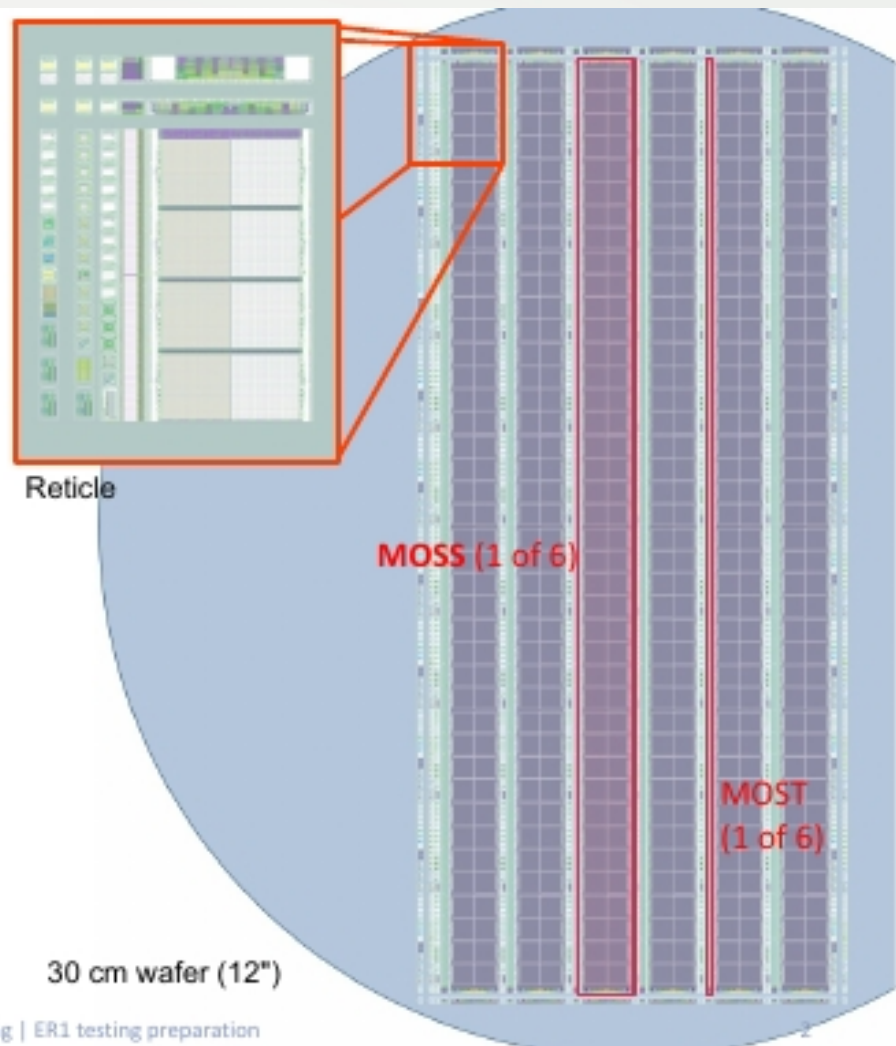 Reticle
MOSS (1 of 6)
MOST
(1 of 6)
30 cm wafer (12")
g | ER1 testing preparation
2